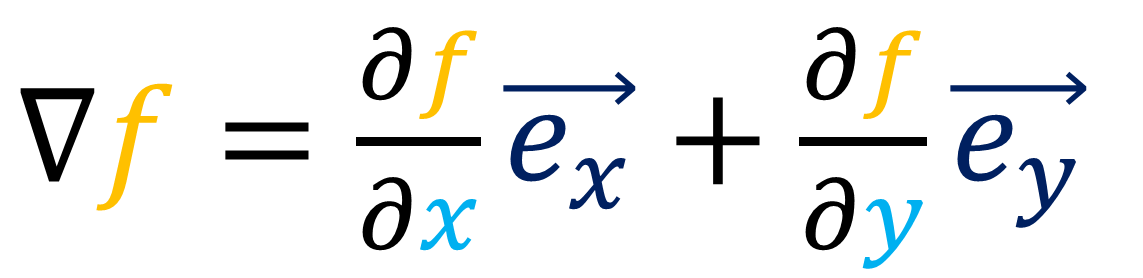 ∇f = ∂f/∂x e⃗ₓ + ∂f/∂y e⃗ᵧ